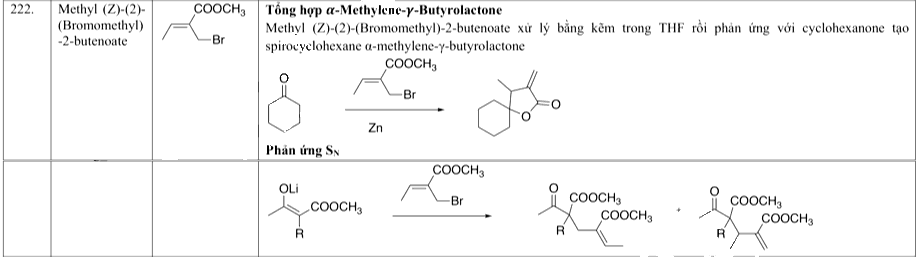 222.
Methyl (Z)-(2)-
(Bromomethyl)
-2-butenoate
COOCH3
Br
Tổng hợp α-Methylene-γ-Butyrolactone
Methyl (Z)-(2)-(Bromomethyl)-2-butenoate xử lý bằng kẽm trong THF rồi phản ứng với cyclohexanone tạo
spirocyclohexane α-methylene-γ-butyrolactone
O
COOCH3
Br
Zn
O
O
Phản ứng SN
OLi
COOCH3
R
COOCH3
Br
O
COOCH3
COOCH3
R
+
O
COOCH3
COOCH3
R